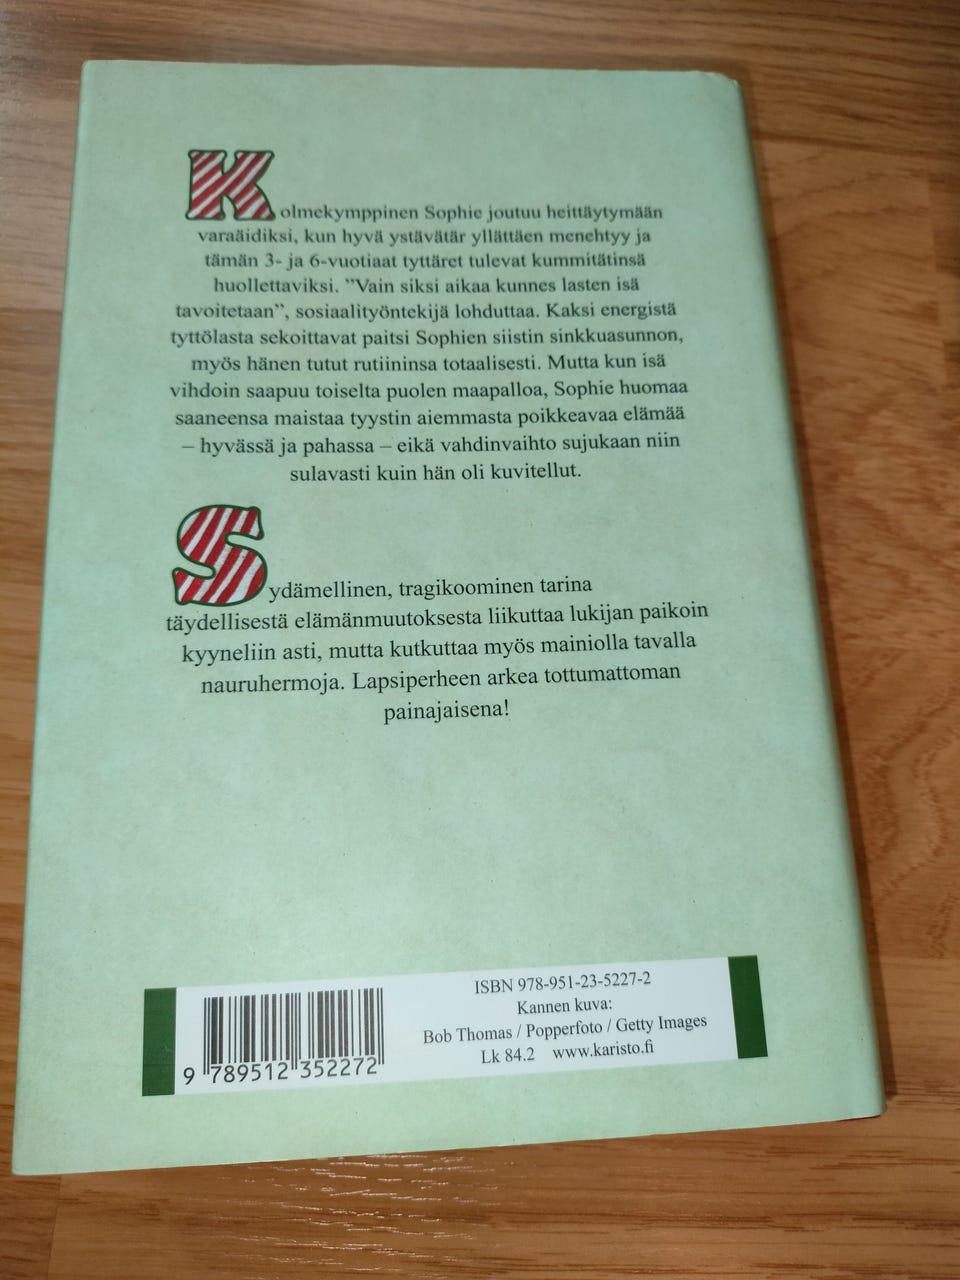 Kolmekymppinen Sophie joutuu heittäytymään
varaäidiksi, kun hyvä ystävätär yllättäen menehtyy ja
tämän 3- ja 6-vuotiaat tyttäret tulevat kummitätinsä
huollettaviksi. ”Vain siksi aikaa kunnes lasten isä
tavoitetaan”, sosiaalityöntekijä lohduttaa. Kaksi energistä
tyttölasta sekoittavat paitsi Sophien siistin sinkkuasunnon,
myös hänen tutut rutiininsa totaalisesti. Mutta kun isä
vihdoin saapuu toiselta puolen maapalloa, Sophie huomaa
saaneensa maistaa tyystin aiemmasta poikkeavaa elämää
– hyvässä ja pahassa – eikä vahdinvaihto sujukaan niin
sulavasti kuin hän oli kuvitellut.
Sydämellinen, tragikoominen tarina
täydellisestä elämänmuutoksesta liikuttaa lukijan paikoin
kyyneliin asti, mutta kutkuttaa myös mainiolla tavalla
nauruhermoja. Lapsiperheen arkea tottumattoman
painajaisena!
ISBN 978-951-23-5227-2
Kannen kuva:
Bob Thomas / Popperfoto / Getty Images
Lk 84.2 www.karisto.fi
9 789512 352272